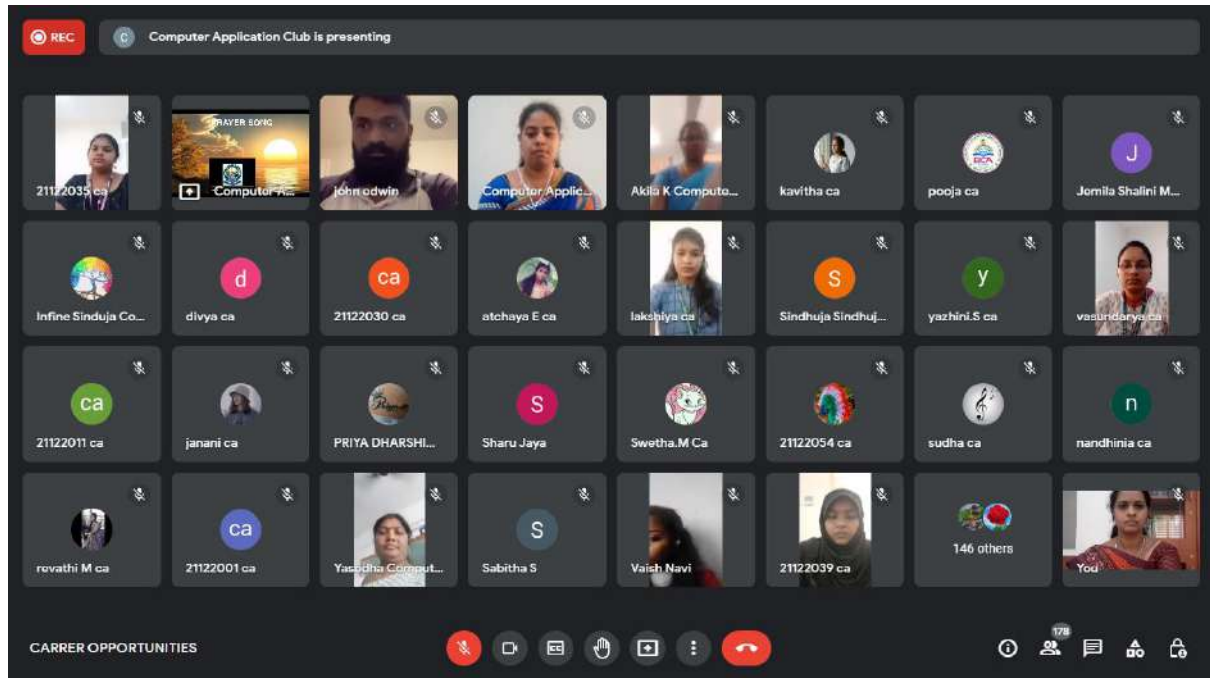 REC
C
Computer Application Club is presenting
21122035 ca
PRAYER SONG
Computer A...
john edwin
Computer Applic...
Akila K Compute...
kavitha ca
BCA
pooja ca
J
Jemila Shalini M...
Infine Sinduja Co...
d
divya ca
ca
21122030 ca
atchaya E ca
lakshiya ca
S
Sindhuja Sindhuj...
y
yazhini.S ca
vasundarya ca
ca
21122011 ca
janani ca
PRIYA DHARSHI...
S
Sharu Jaya
Swetha.M Ca
21122054 ca
sudha ca
n
nandhinia ca
revathi M ca
ca
21122001 ca
Yasodha Comput...
S
Sabitha S
Vaish Navi
21122039 ca
146 others
You
CARRER OPPORTUNITIES
CC
178